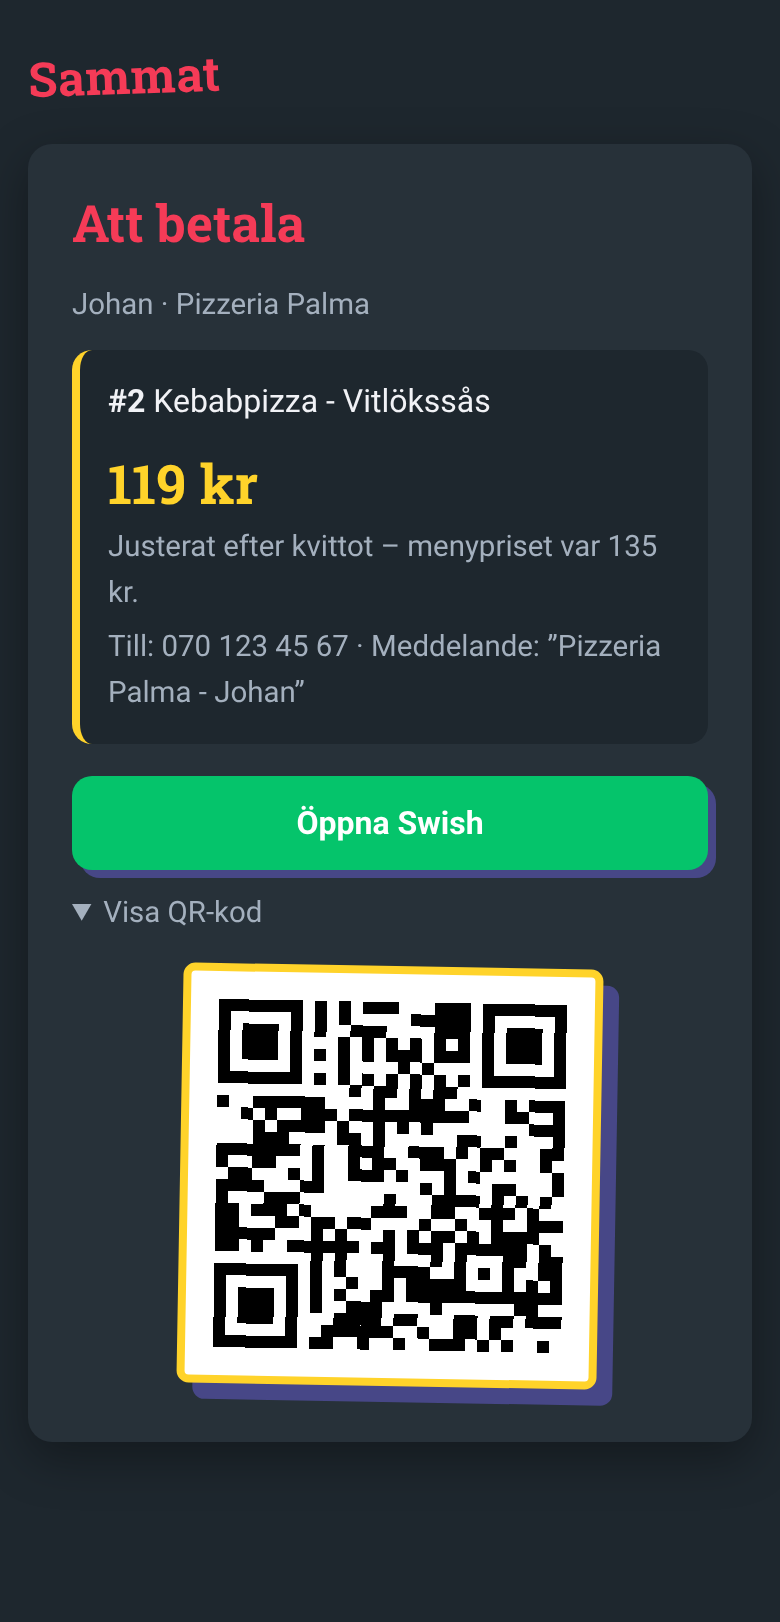 Sammat
Att betala
Johan · Pizzeria Palma
#2 Kebabpizza - Vitlökssås
119 kr
Justerat efter kvittot – menypriset var 135
kr.
Till: 070 123 45 67 · Meddelande: ”Pizzeria
Palma - Johan”
Öppna Swish
▼ Visa QR-kod